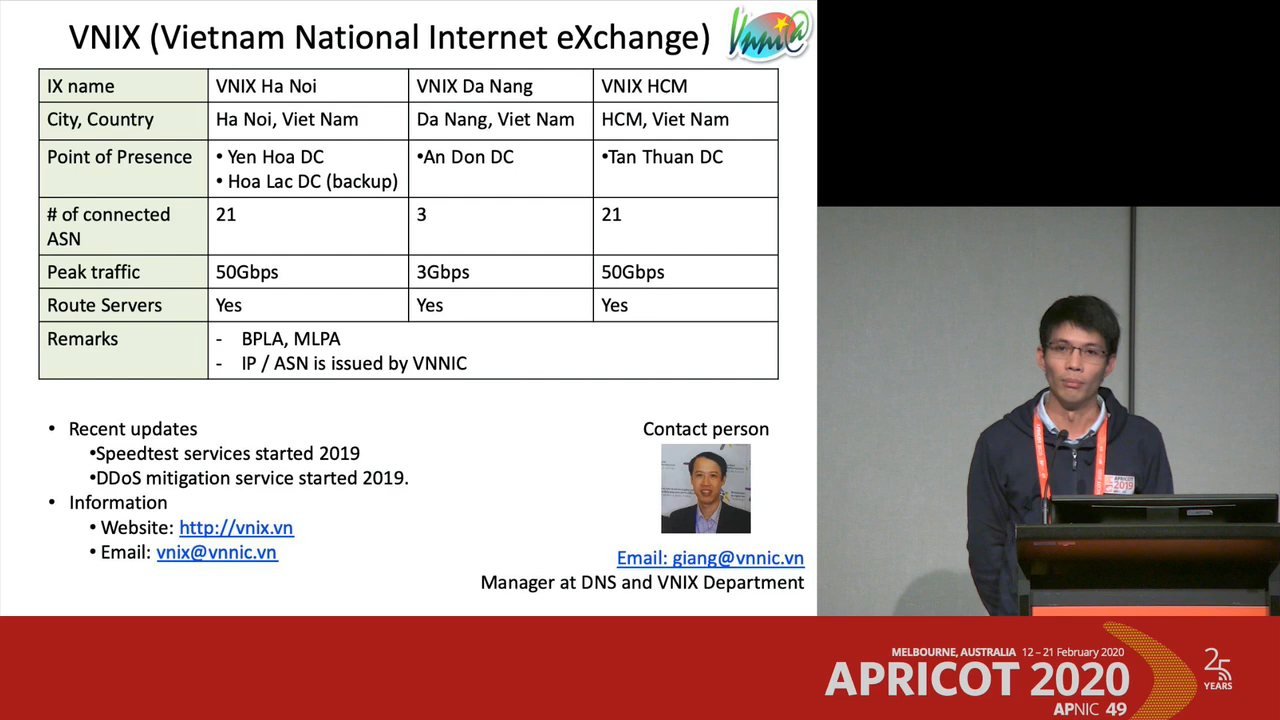 VNIX (Vietnam National Internet eXchange)
Vnnic@
IX name VNIX Ha Noi VNIX Da Nang VNIX HCM
City, Country Ha Noi, Viet Nam Da Nang, Viet Nam HCM, Viet Nam
Point of Presence • Yen Hoa DC •An Don DC •Tan Thuan DC
• Hoa Lac DC (backup)
# of connected 21 3 21
ASN
Peak traffic 50Gbps 3Gbps 50Gbps
Route Servers Yes Yes Yes
Remarks - BPLA, MLPA
- IP / ASN is issued by VNNIC
• Recent updates
•Speedtest services started 2019
•DDoS mitigation service started 2019.
• Information
• Website: http://vnix.vn
• Email: vnix@vnnic.vn
Contact person
Email: giang@vnnic.vn
Manager at DNS and VNIX Department
APRICOT
2019
MELBOURNE, AUSTRALIA 12 – 21 February 2020
APRICOT 2020
APNIC 49
25
YEARS